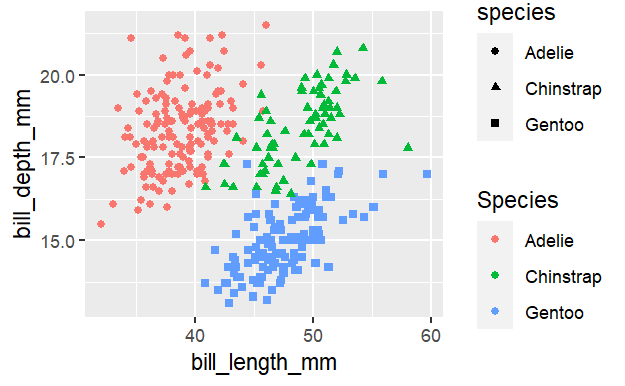 species
Adelie
Chinstrap
Gentoo
Species
Adelie
Chinstrap
Gentoo
bill_depth_mm
20.0
17.5
15.0
40
50
60
bill_length_mm